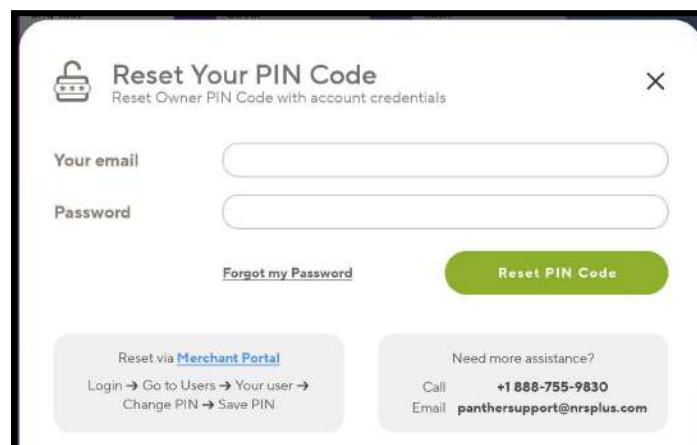 Reset Your PIN Code
Reset Owner PIN Code with account credentials
Your email
Password
Forgot my Password
Reset PIN Code
Reset via Merchant Portal
Login → Go to Users → Your user →
Change PIN → Save PIN
Need more assistance?
Call +1 888-755-9830
Email panthersupport@nrsplus.com